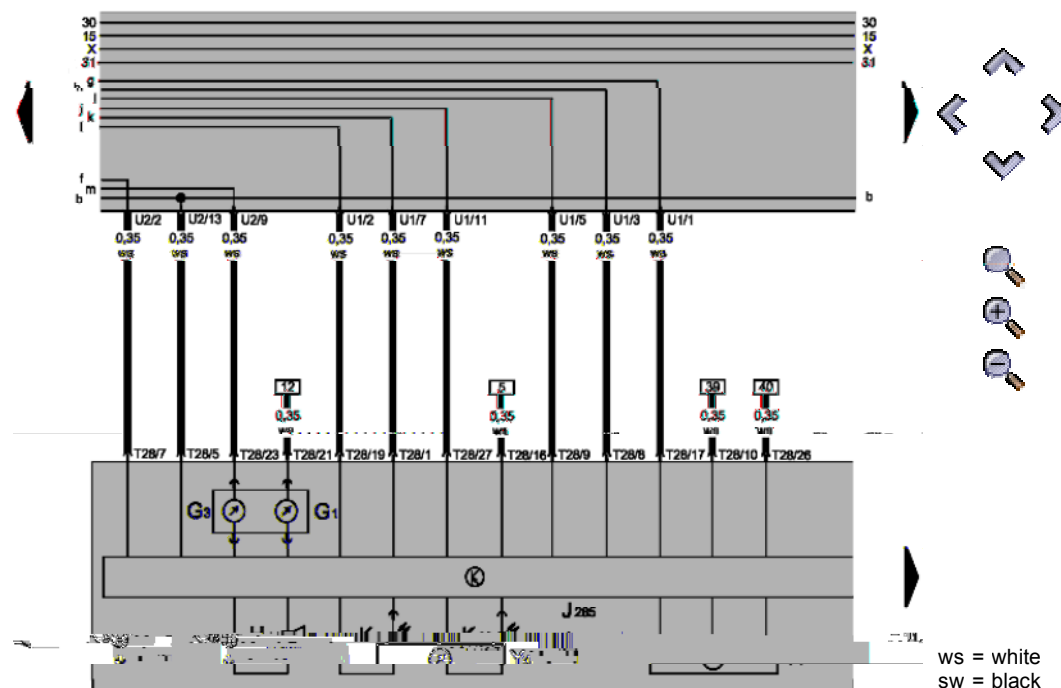 30 30
15 15
X X
31 31
g
h
i
j
k
l
f
m
b b
U2/2 U2/13 U2/9 U1/2 U1/7 U1/11 U1/5 U1/3 U1/1
0,35 0,35 0,35 0,35 0,35 0,35 0,35 0,35 0,35
ws ws ws ws ws ws ws ws ws
12 5 39 40
0,35 0,35 0,35 0,35
ws ws ws ws
T28/7 T28/5 T28/23 T28/21 T28/19 T28/1 T28/27 T28/16 T28/9 T28/8 T28/17 T28/10 T28/26
G3 G1
K
J285
ws = white
sw = black